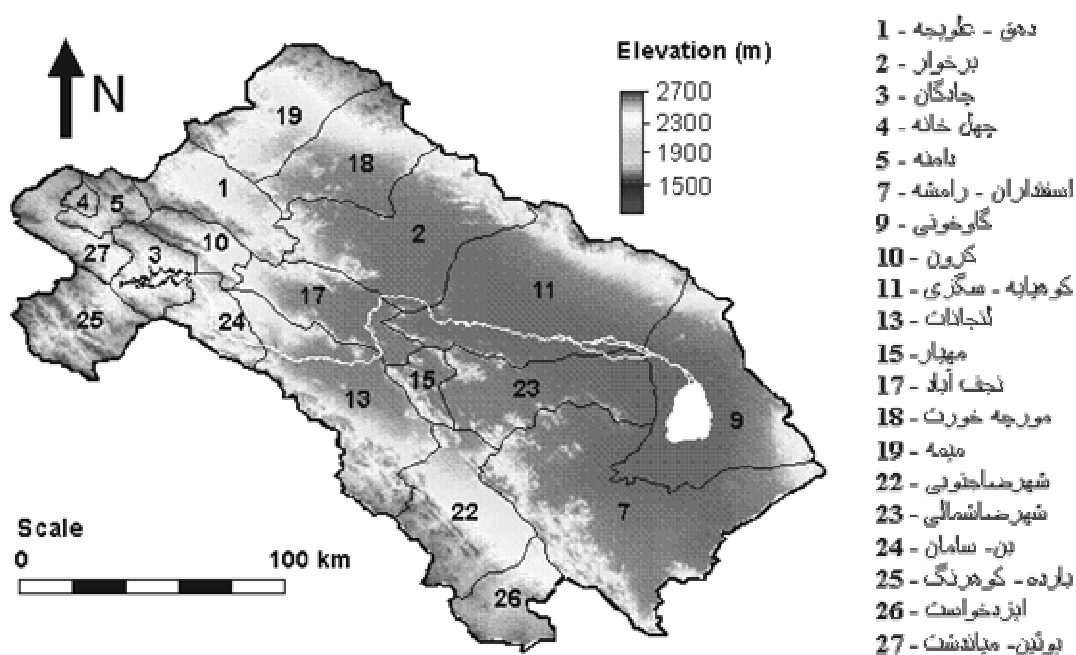 N
Elevation (m)
2700
2300
1900
1500
19
18
1
4
5
2
10
27
3
11
17
25
24
15
23
13
9
22
7
26
Scale
0
100 km
1 - دهق - علویجه
2 - برخوار
3 - چادگان
4 - چهل خانه
5 - دامنه
7 - اسفنداران - رامشه
9 - گاوخونی
10 - کرون
11 - کوهپایه - سگزی
13 - لنجانات
15 - مهیار
17 - نجف آباد
18 - مورچه خورت
19 - میمه
22 - شهرضاجنوبی
23 - شهرضاشمالی
24 - بن- سامان
25 - یارده- کوهرنگ
26 - ایزدخواست
27 - بوئین- میاندشت